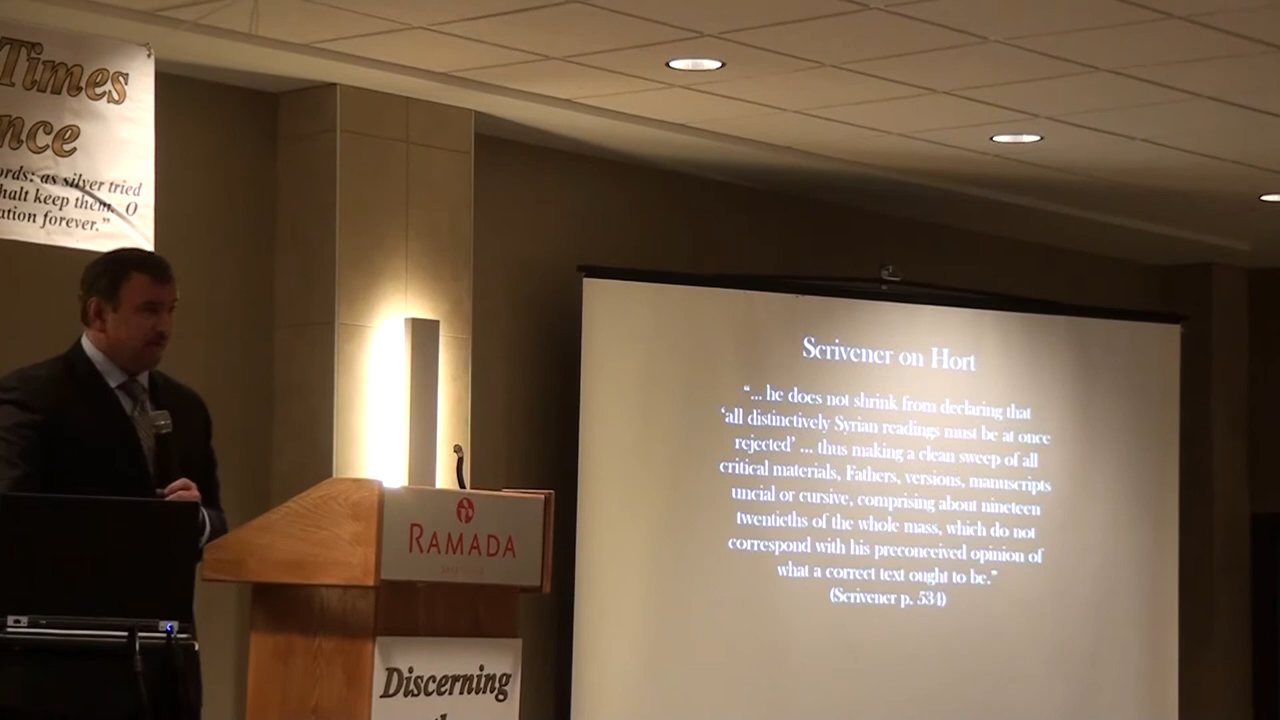 Times
nce
ords: as silver tried
halt keep them, O
ation forever.”
Scrivener on Hort
“... he does not shrink from declaring that
‘all distinctively Syrian readings must be at once
rejected’ ... thus making a clean sweep of all
critical materials, Fathers, versions, manuscripts
uncial or cursive, comprising about nineteen
twentieths of the whole mass, which do not
correspond with his preconceived opinion of
what a correct text ought to be.”
(Scrivener p. 534)
RAMADA
Discerning